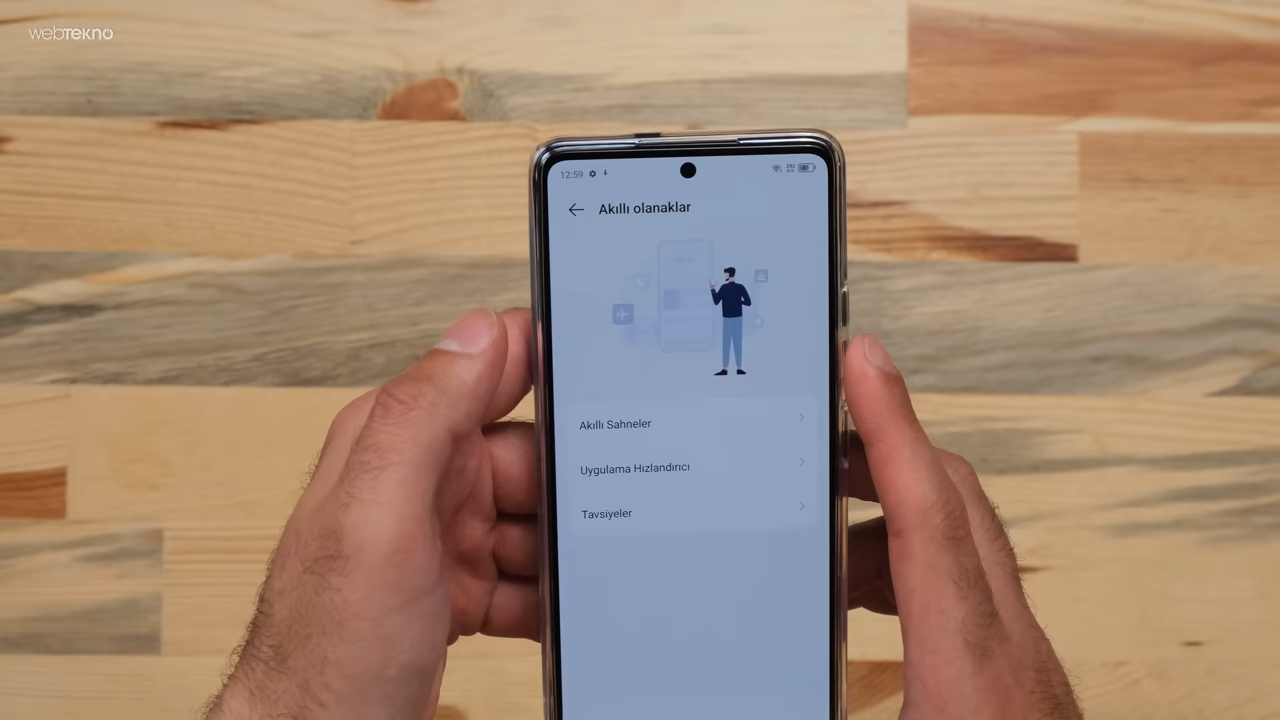 webtekno
12:59
Akıllı olanaklar
Akıllı Sahneler
Uygulama Hızlandırıcı
Tavsiyeler